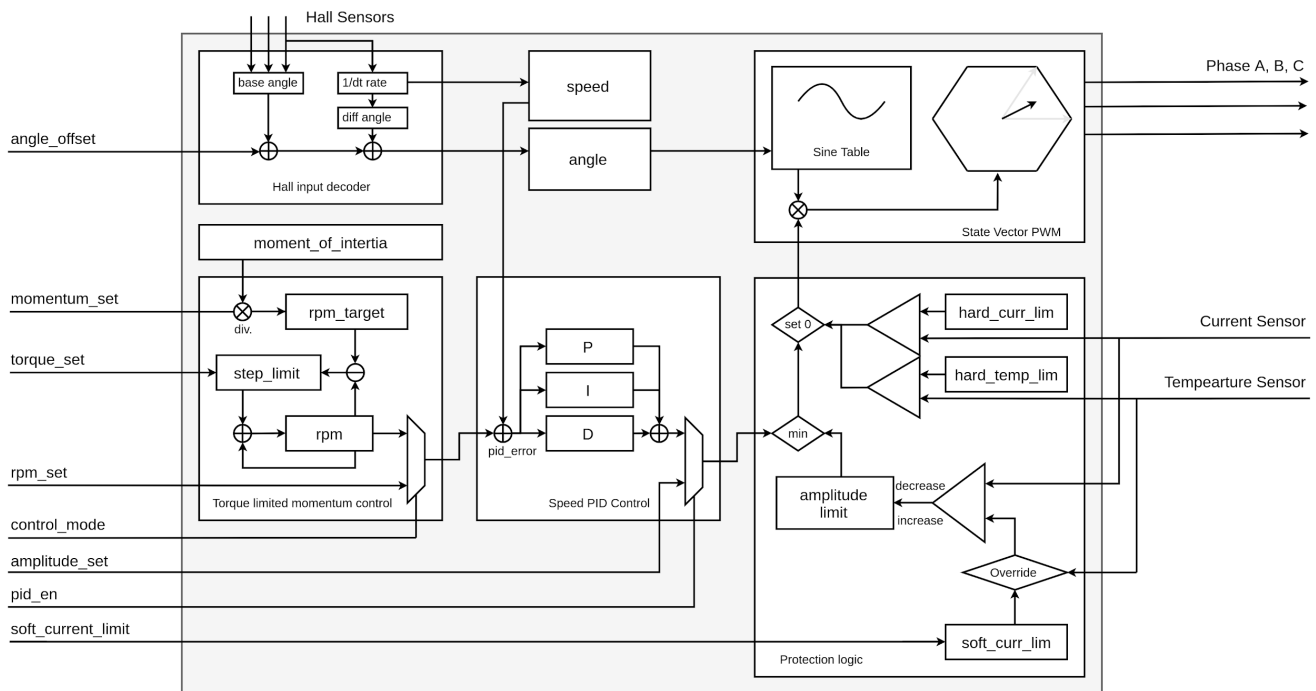 Hall Sensors
base angle
1/dt rate
diff angle
Hall input decoder
speed
angle
Sine Table
State Vector PWM
Phase A, B, C
angle_offset
moment_of_intertia
momentum_set
div.
rpm_target
torque_set
step_limit
rpm
rpm_set
Torque limited momentum control
control_mode
amplitude_set
pid_en
soft_current_limit
P
I
D
pid_error
Speed PID Control
set 0
hard_curr_lim
Current Sensor
hard_temp_lim
Tempearture Sensor
min
amplitude
limit
decrease
increase
Override
soft_curr_lim
Protection logic